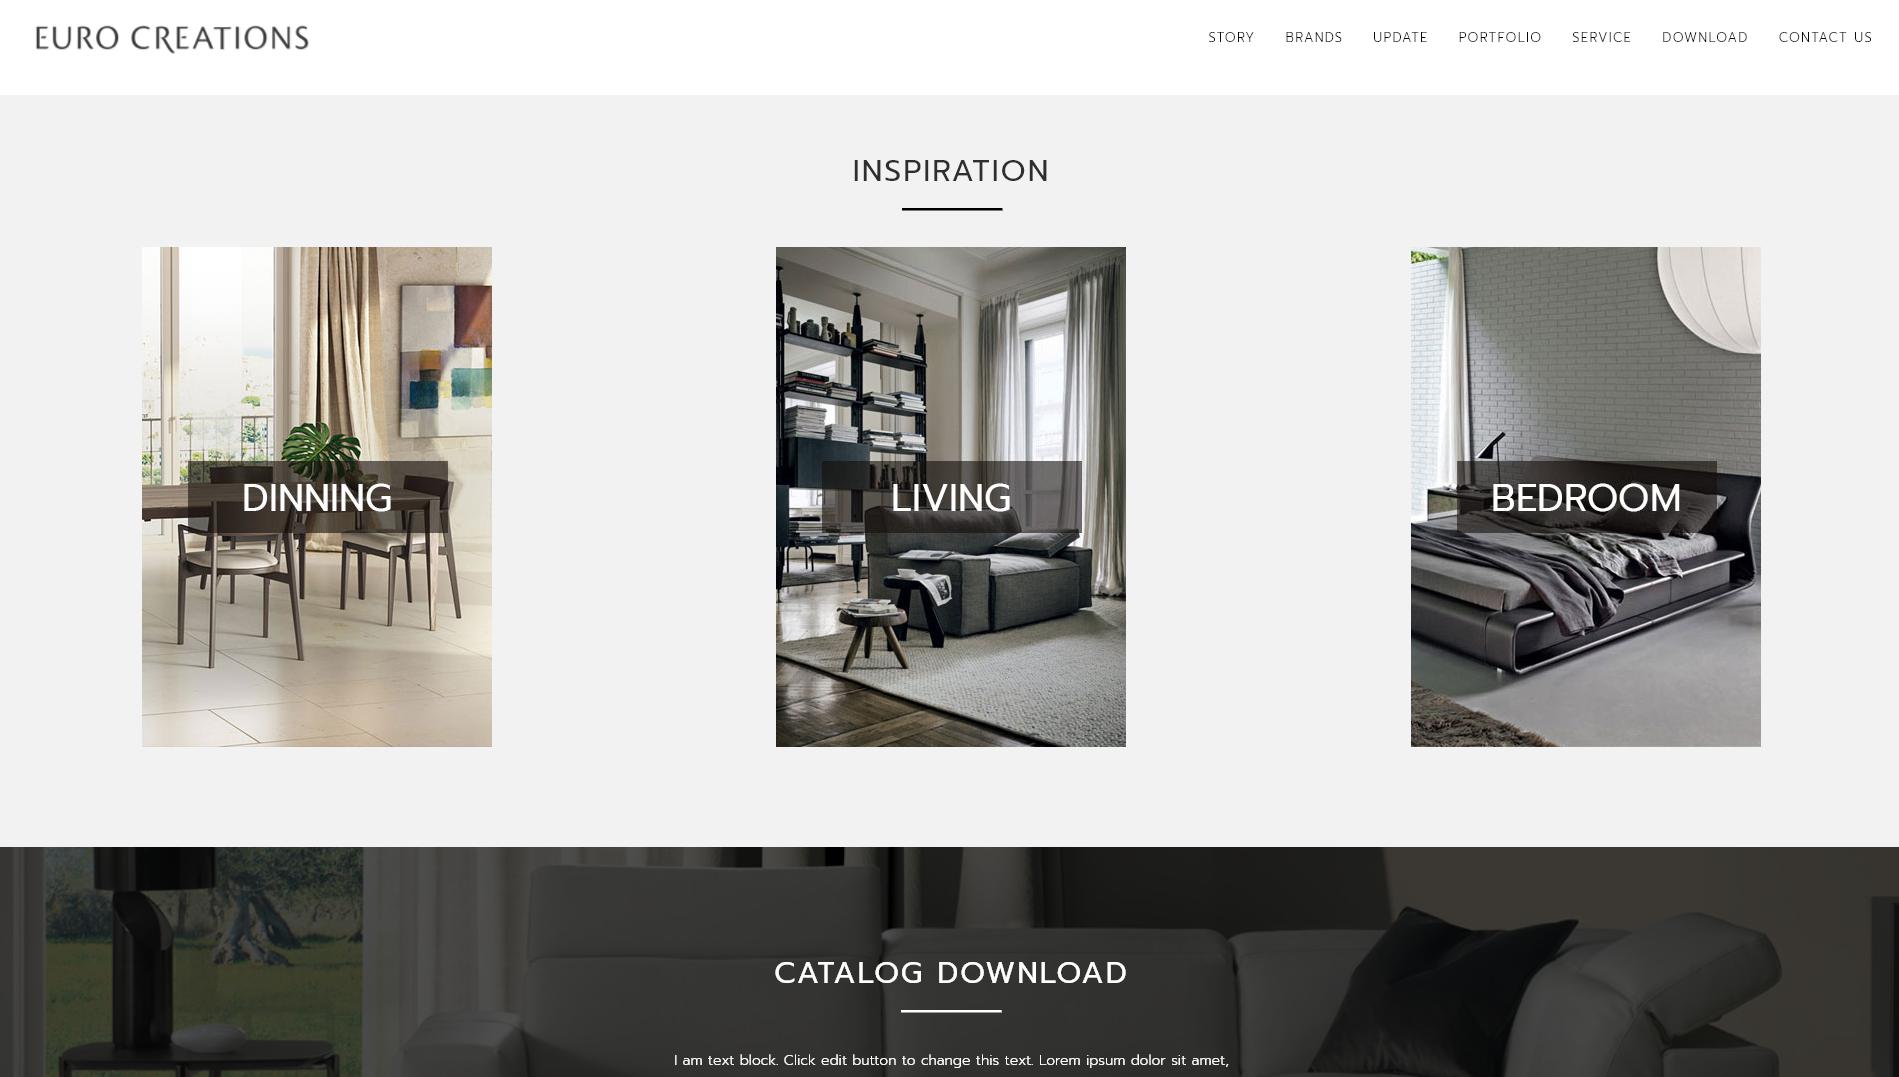 EURO CREATIONS
STORY BRANDS UPDATE PORTFOLIO SERVICE DOWNLOAD CONTACT US
INSPIRATION
DINNING
LIVING
BEDROOM
CATALOG DOWNLOAD
I am text block. Click edit button to change this text. Lorem ipsum dolor sit amet,